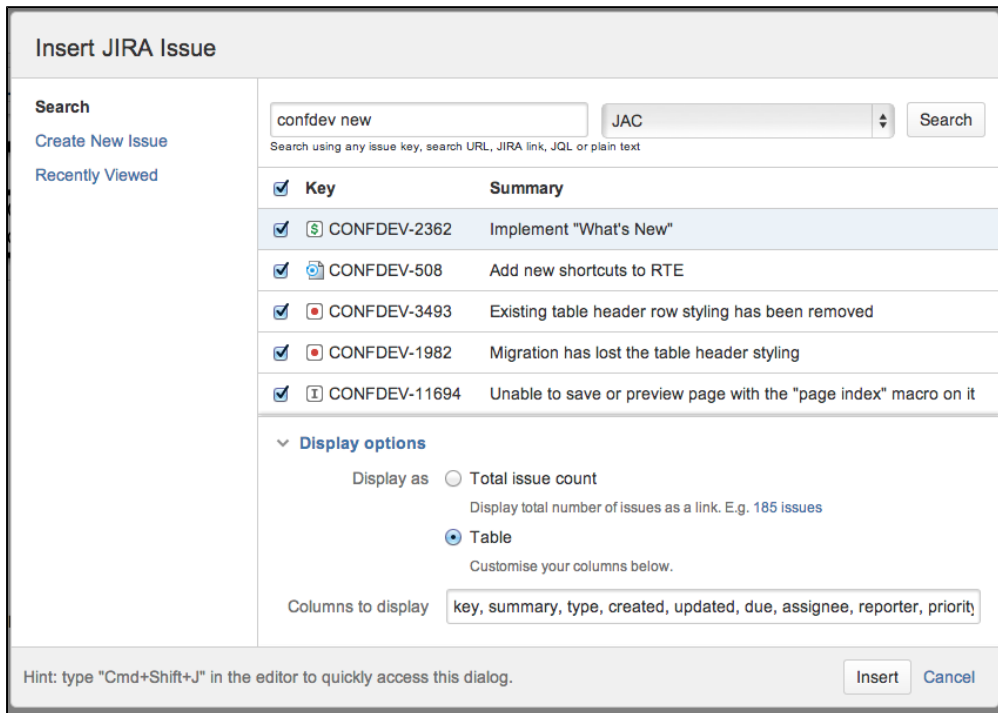 Insert JIRA Issue
Search
Create New Issue
Recently Viewed
confdev new
JAC
Search
Search using any issue key, search URL, JIRA link, JQL or plain text
Key Summary
CONFDEV-2362 Implement "What's New"
CONFDEV-508 Add new shortcuts to RTE
CONFDEV-3493 Existing table header row styling has been removed
CONFDEV-1982 Migration has lost the table header styling
CONFDEV-11694 Unable to save or preview page with the "page index" macro on it
Display options
Display as Total issue count
Display total number of issues as a link. E.g. 185 issues
Table
Customise your columns below.
Columns to display key, summary, type, created, updated, due, assignee, reporter, priority
Hint: type "Cmd+Shift+J" in the editor to quickly access this dialog.
Insert Cancel